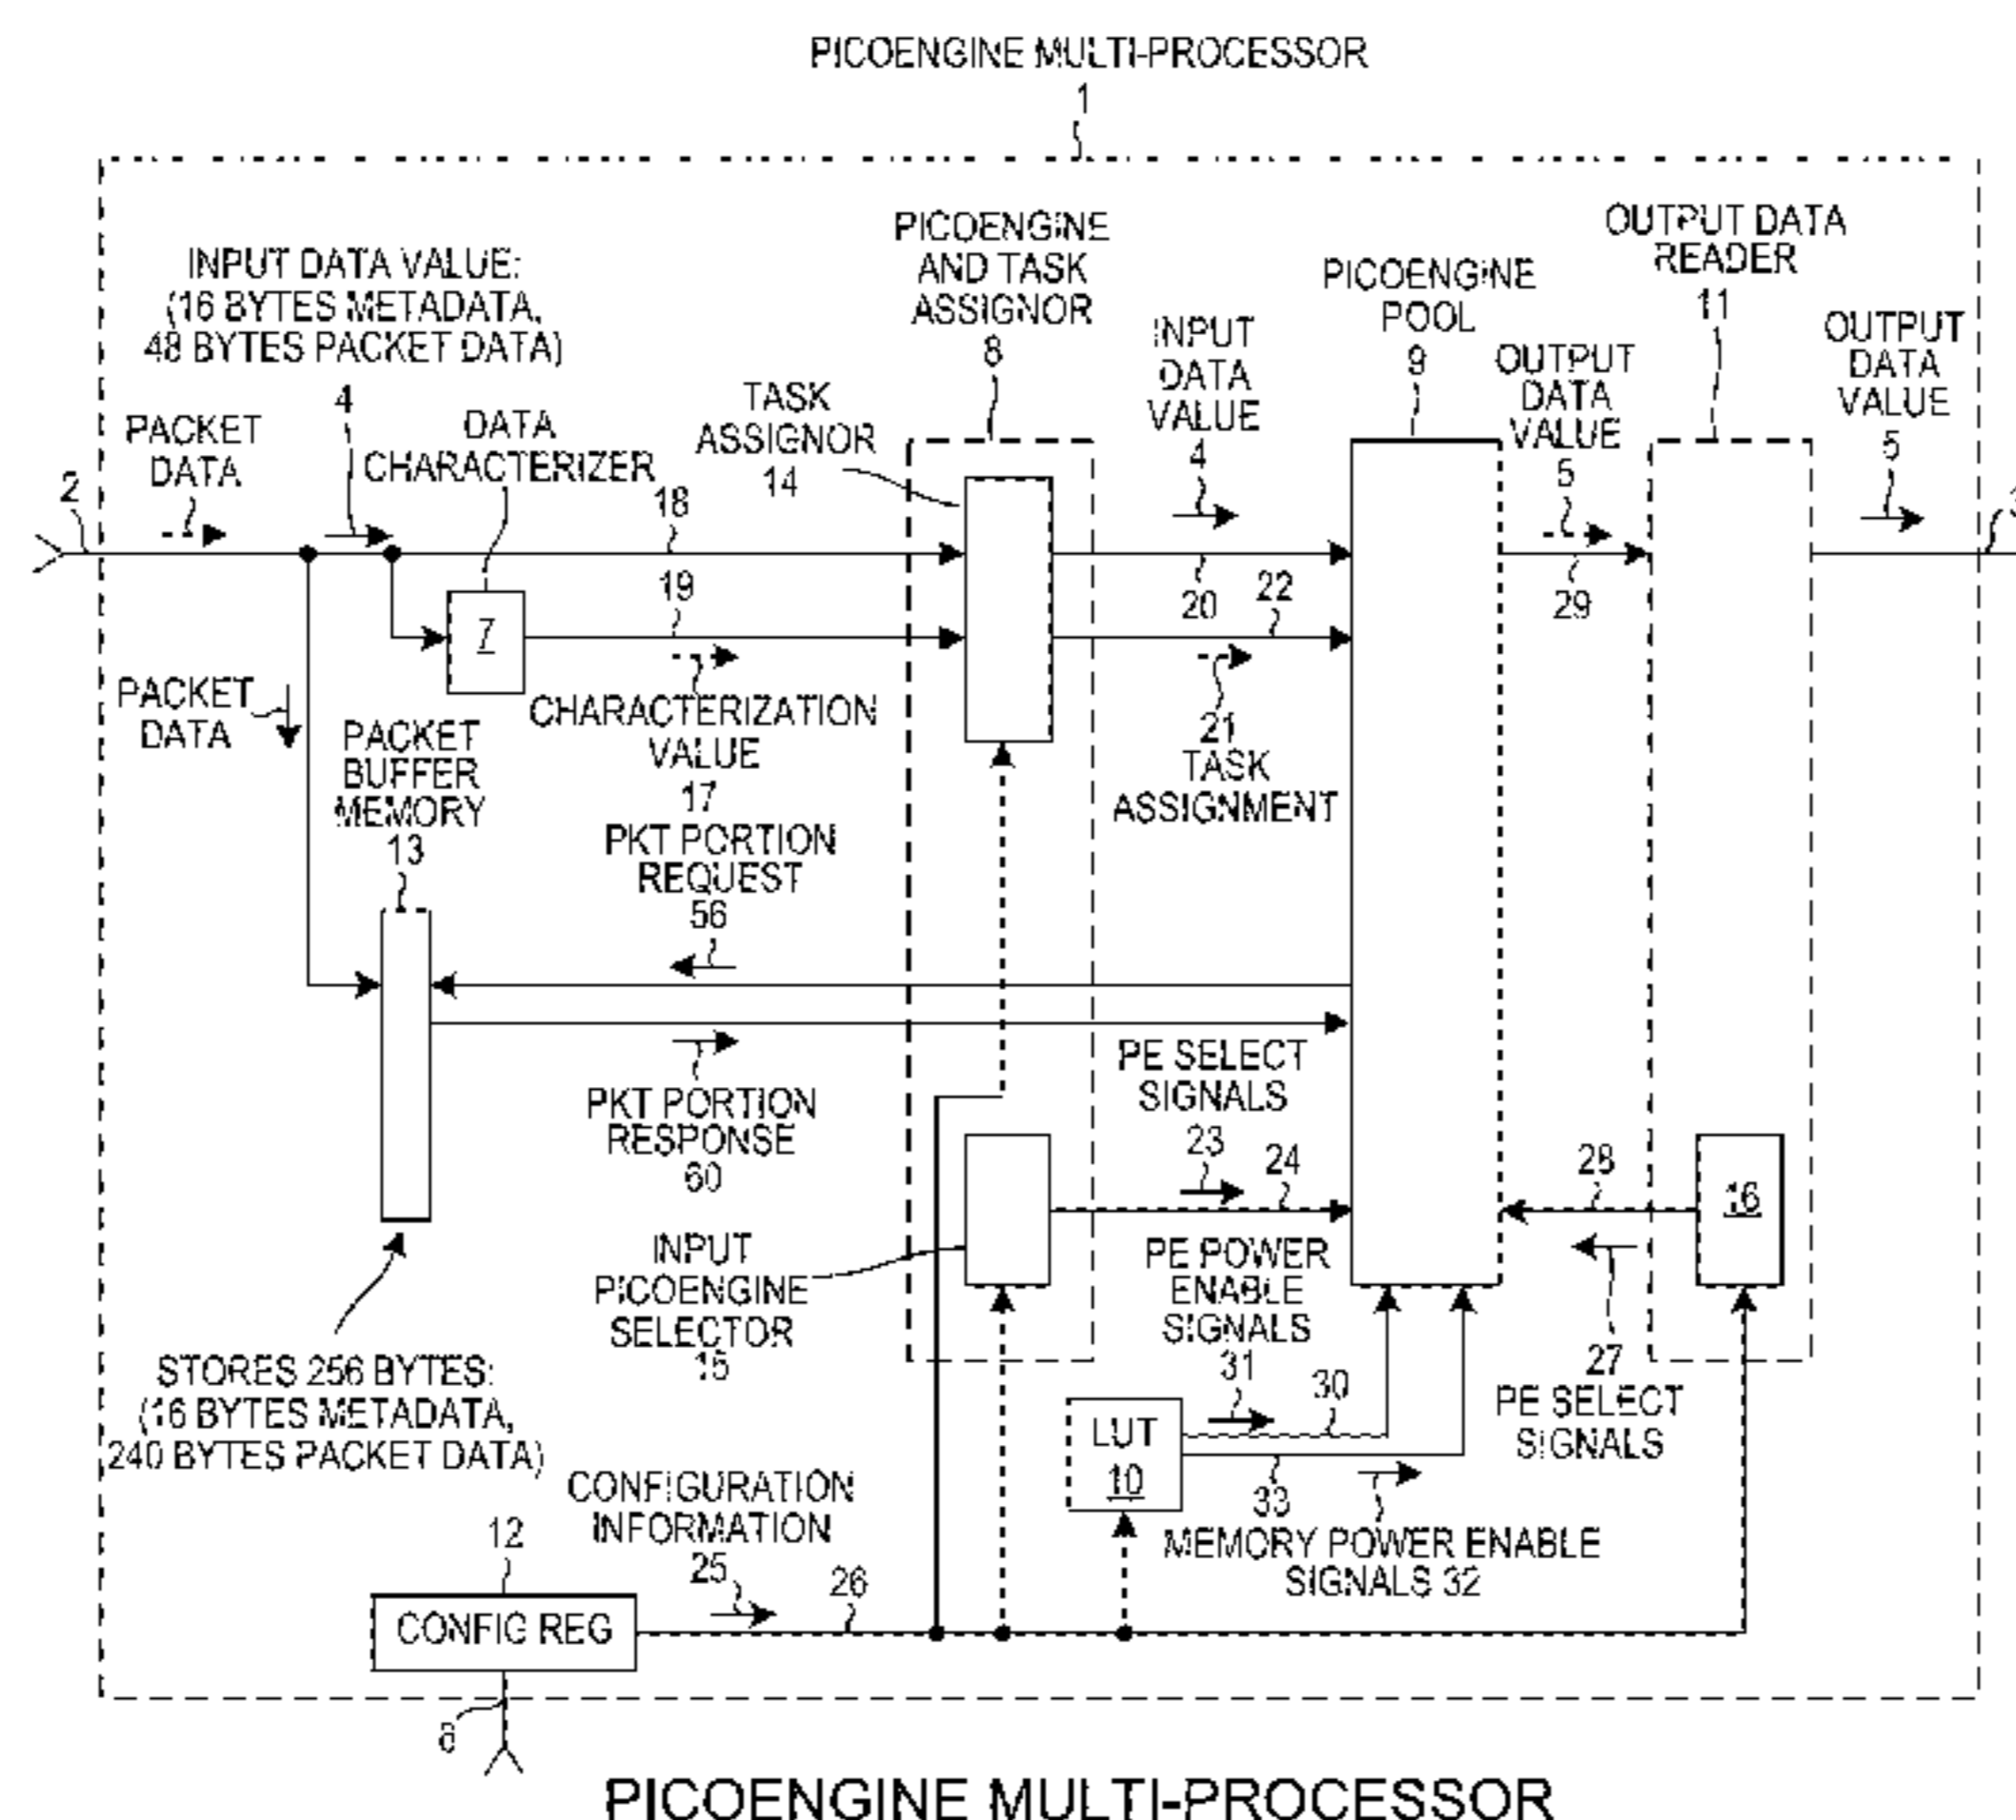 PICOENGINE MULTI-PROCESSOR
1
INPUT DATA VALUE:
(16 BYTES METADATA,
48 BYTES PACKET DATA)
4
PACKET
DATA
2
DATA
CHARACTERIZER
7
TASK
ASSIGNOR
14
PICOENGINE
AND TASK
ASSIGNOR
8
INPUT
DATA
VALUE
4
PICOENGINE
POOL
9
OUTPUT
DATA
VALUE
5
OUTPUT DATA
READER
11
OUTPUT
DATA
VALUE
5
3
18
19
20
22
29
PACKET
DATA
CHARACTERIZATION
VALUE
17
21
TASK
ASSIGNMENT
PACKET
BUFFER
MEMORY
13
PKT PORTION
REQUEST
56
PKT PORTION
RESPONSE
60
PE SELECT
SIGNALS
23
24
28
16
INPUT
PICOENGINE
SELECTOR
15
PE POWER
ENABLE
SIGNALS
31
30
27
PE SELECT
SIGNALS
STORES 256 BYTES:
(16 BYTES METADATA,
240 BYTES PACKET DATA)
LUT
10
33
MEMORY POWER ENABLE
SIGNALS 32
CONFIGURATION
INFORMATION
25
26
12
CONFIG REG
6
PICOENGINE MULTI-PROCESSOR